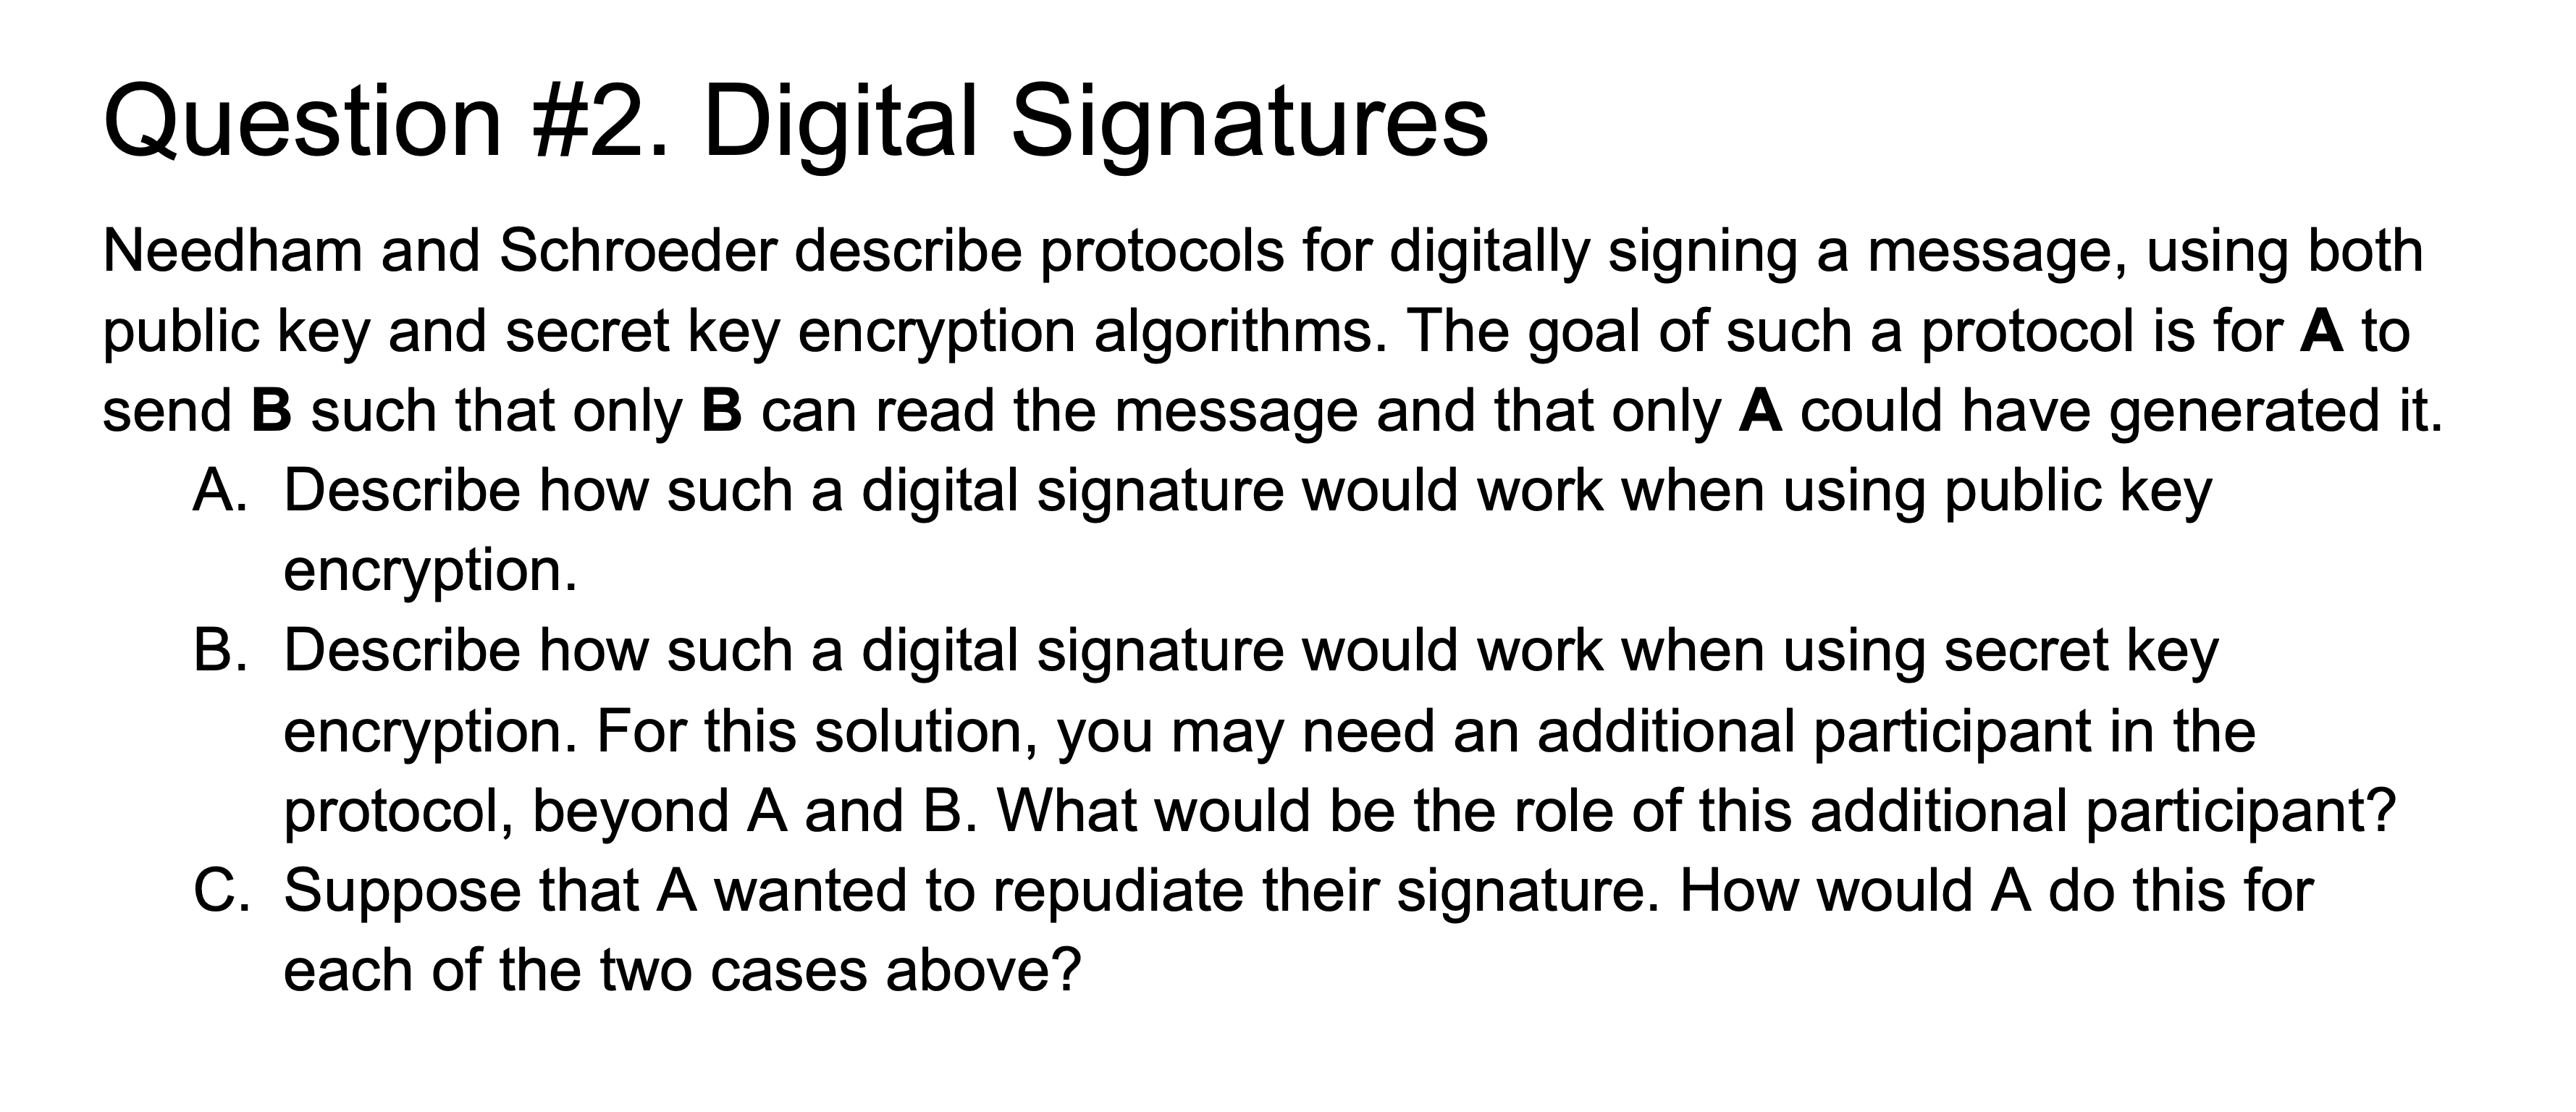 Question #2. Digital Signatures
Needham and Schroeder describe protocols for digitally signing a message, using both
public key and secret key encryption algorithms. The goal of such a protocol is for A to
send B such that only B can read the message and that only A could have generated it.
A. Describe how such a digital signature would work when using public key
encryption.
B. Describe how such a digital signature would work when using secret key
encryption. For this solution, you may need an additional participant in the
protocol, beyond A and B. What would be the role of this additional participant?
C. Suppose that A wanted to repudiate their signature. How would A do this for
each of the two cases above?